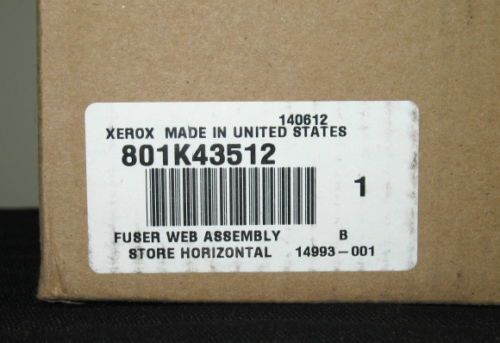 140612
XEROX MADE IN UNITED STATES
801K43512
1
FUSER WEB ASSEMBLY B
STORE HORIZONTAL 14993-001